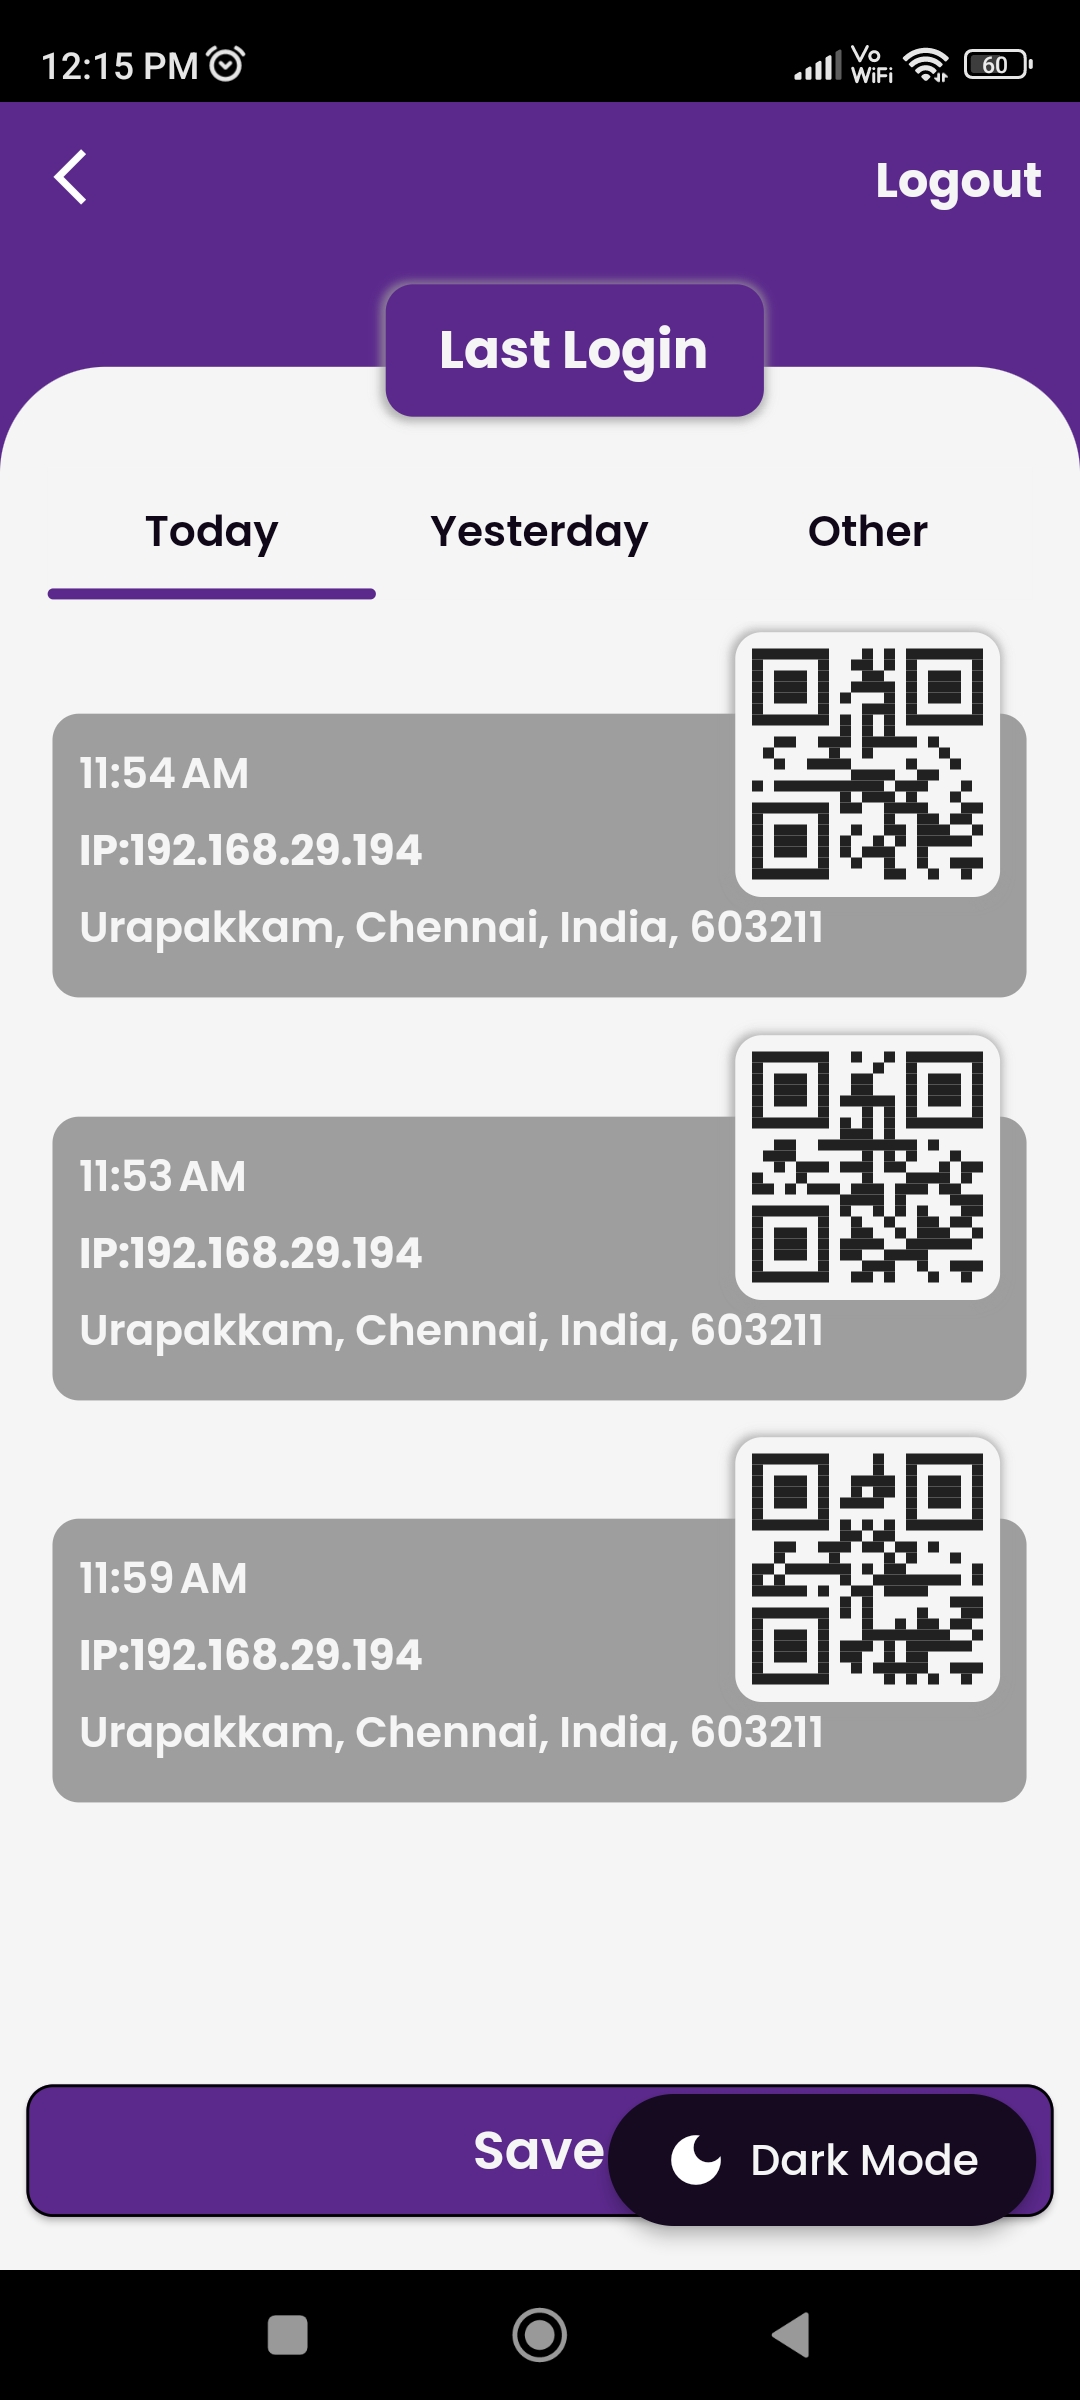 12:15 PM
Vo
WiFi
60
Logout
Last Login
Today
Yesterday
Other
11:54 AM
IP:192.168.29.194
Urapakkam, Chennai, India, 603211
11:53 AM
IP:192.168.29.194
Urapakkam, Chennai, India, 603211
11:59 AM
IP:192.168.29.194
Urapakkam, Chennai, India, 603211
Save
Dark Mode